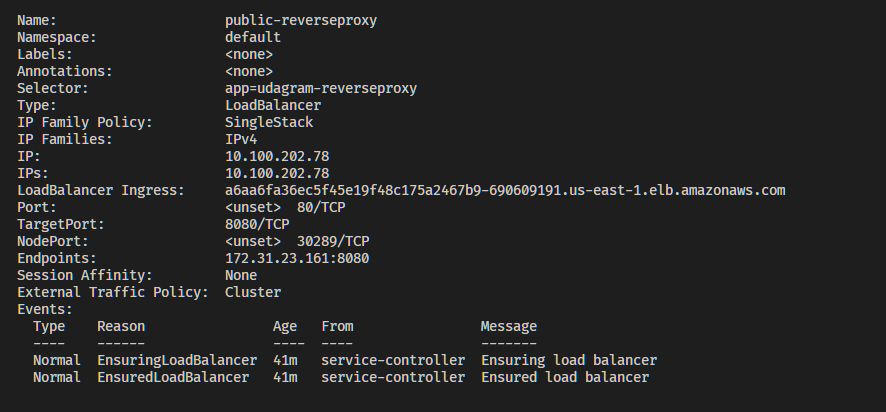 Name:                     public-reverseproxy
Namespace:                default
Labels:                   <none>
Annotations:              <none>
Selector:                 app=udagram-reverseproxy
Type:                     LoadBalancer
IP Family Policy:         SingleStack
IP Families:              IPv4
IP:                       10.100.202.78
IPs:                      10.100.202.78
LoadBalancer Ingress:     a6aa6fa36ec5f45e19f48c175a2467b9-690609191.us-east-1.elb.amazonaws.com
Port:                     <unset>  80/TCP
TargetPort:               8080/TCP
NodePort:                 <unset>  30289/TCP
Endpoints:                172.31.23.161:8080
Session Affinity:         None
External Traffic Policy:  Cluster
Events:
  Type    Reason                Age   From                Message
  ----    ------                ----  ----                -------
  Normal  EnsuringLoadBalancer  41m   service-controller  Ensuring load balancer
  Normal  EnsuredLoadBalancer   41m   service-controller  Ensured load balancer